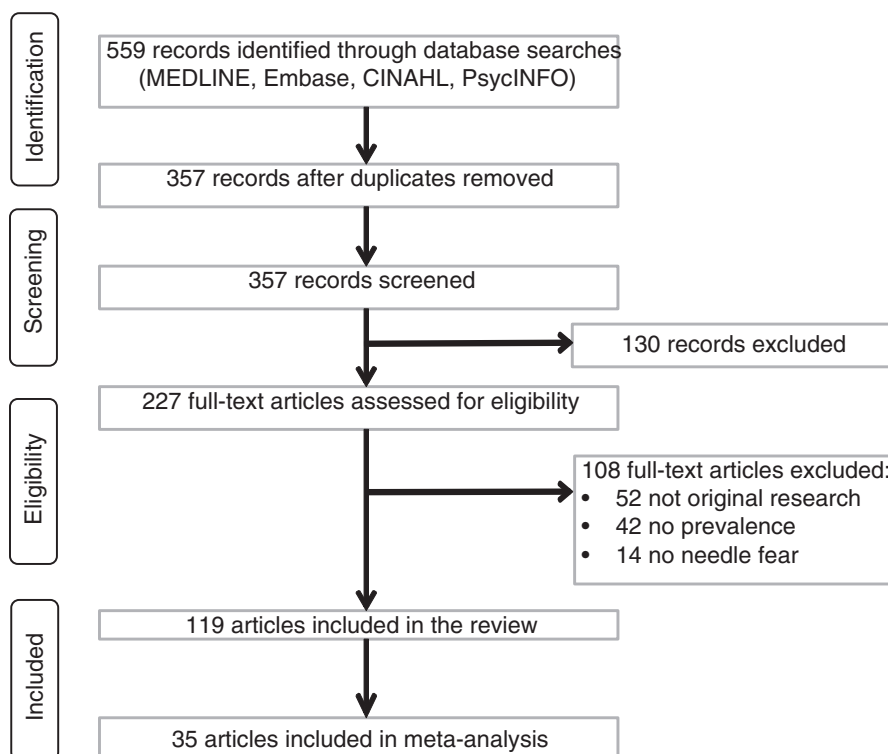 Identification
559 records identified through database searches
(MEDLINE, Embase, CINAHL, PsycINFO)
357 records after duplicates removed
Screening
357 records screened
130 records excluded
Eligibility
227 full-text articles assessed for eligibility
108 full-text articles excluded:
• 52 not original research
• 42 no prevalence
• 14 no needle fear
Included
119 articles included in the review
35 articles included in meta-analysis